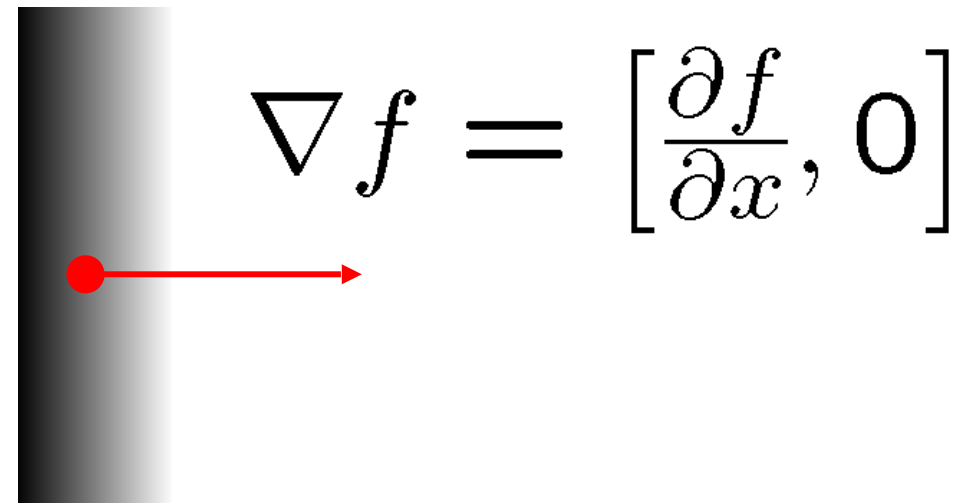 ∇f = [∂f/∂x, 0]